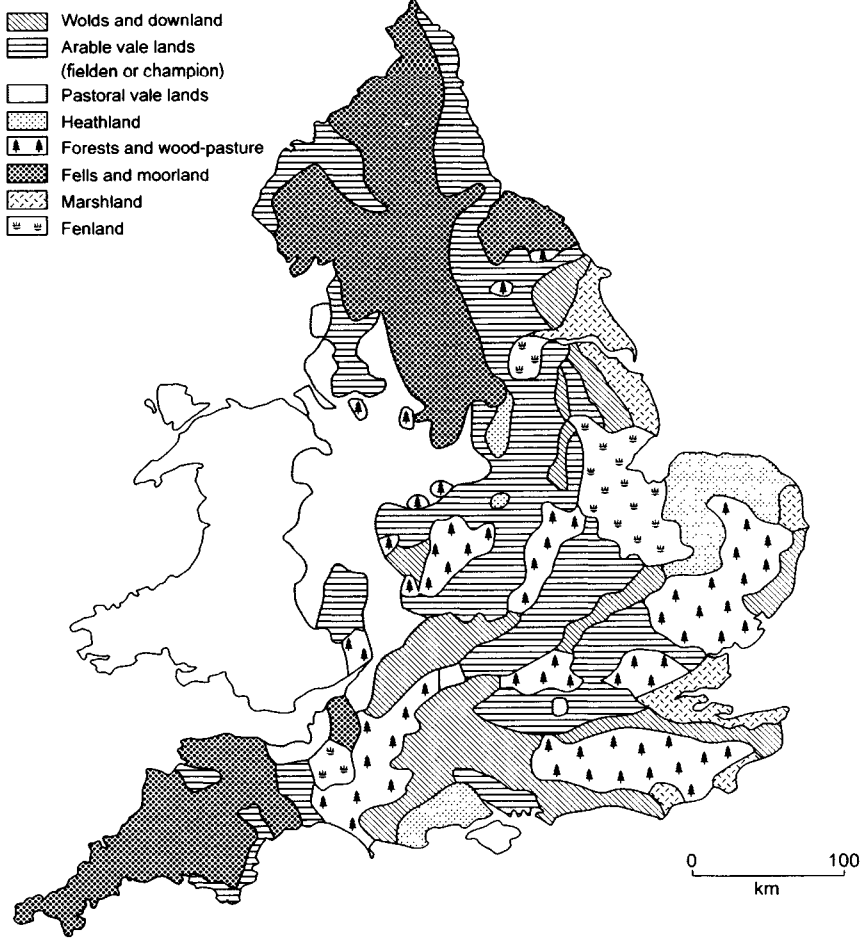 Wolds and downland
Arable vale lands
(fielden or champion)
Pastoral vale lands
Heathland
Forests and wood-pasture
Fells and moorland
Marshland
Fenland
0 100
km